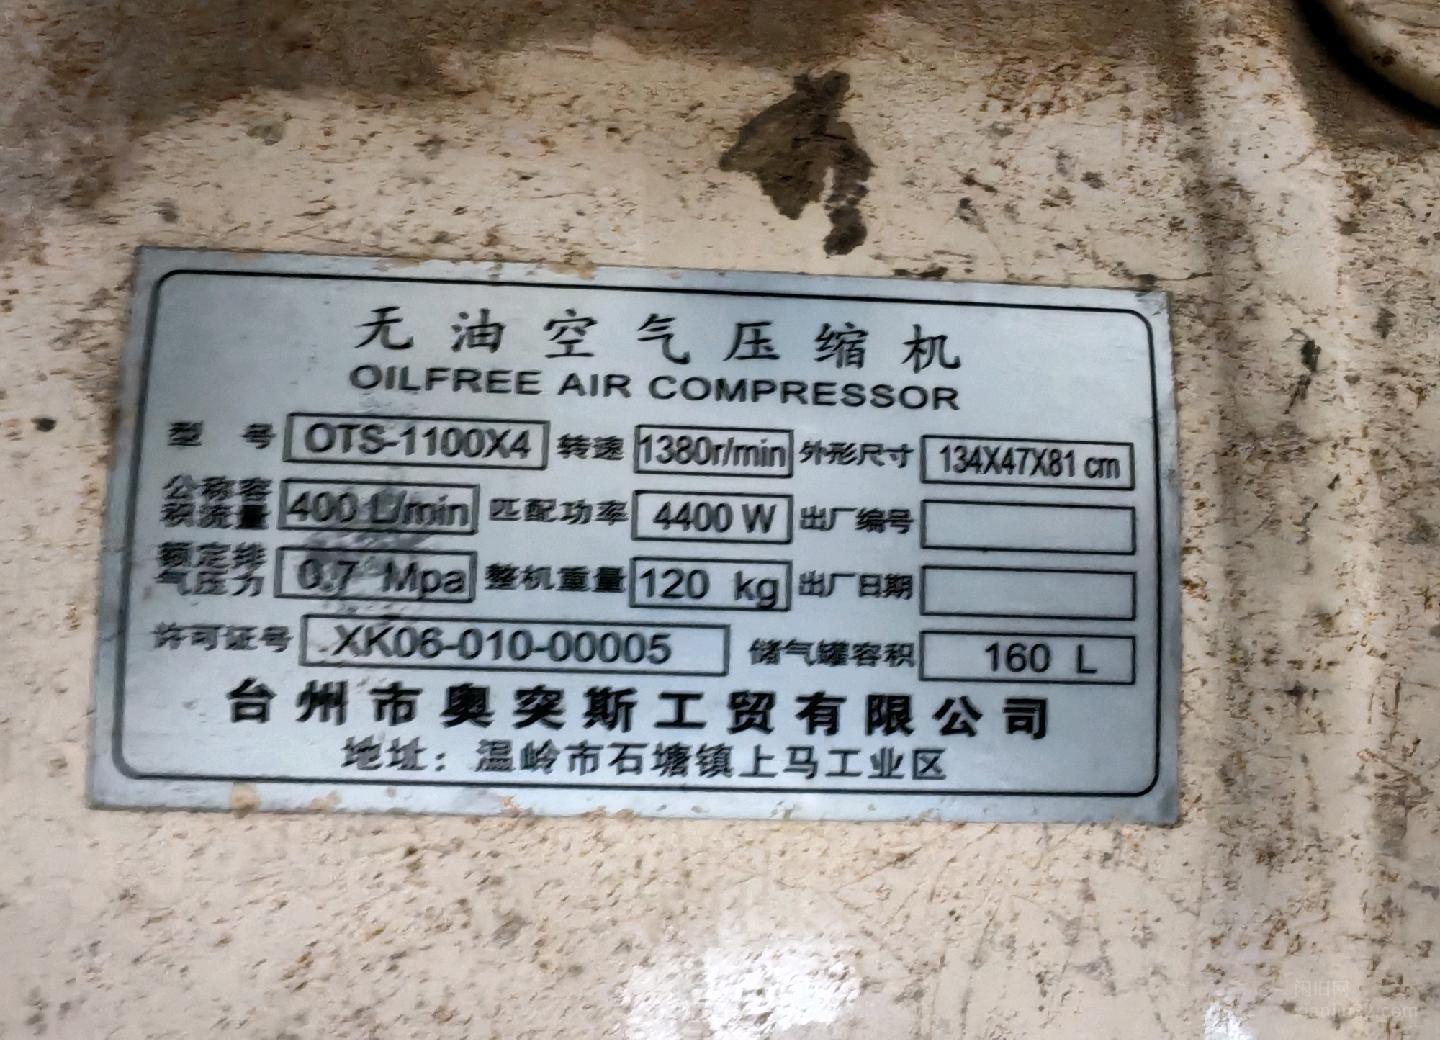 无油空气压缩机
OILFREE AIR COMPRESSOR
型 号 OTS-1100X4 转速 1380r/min 外形尺寸 134X47X81 cm
公称容积流量 400 L/min 匹配功率 4400 W 出厂编号
额定排气压力 0.7 Mpa 整机重量 120 kg 出厂日期
许可证号 XK06-010-00005 储气罐容积 160 L
台州市奥突斯工贸有限公司
地址：温岭市石塘镇上马工业区